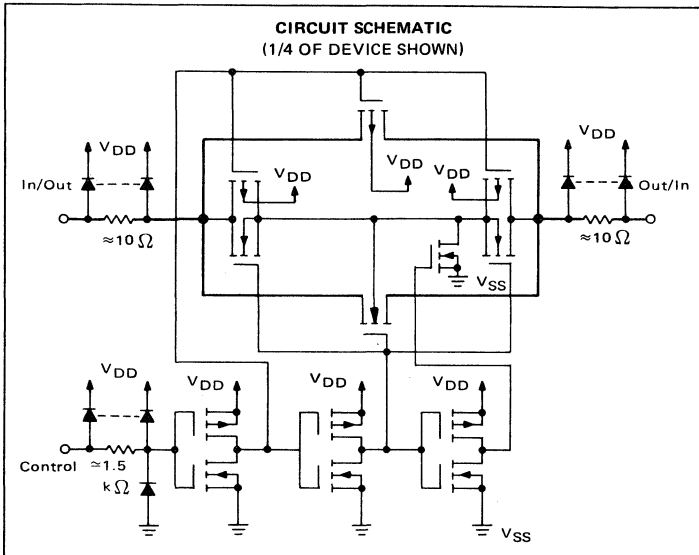 CIRCUIT SCHEMATIC
(1/4 OF DEVICE SHOWN)
VDD
VDD
VDD
VDD
VDD
In/Out
Out/In
≈10 Ω
≈10 Ω
VSS
VDD
VDD
VDD
VDD
Control
≃1.5
kΩ
VSS